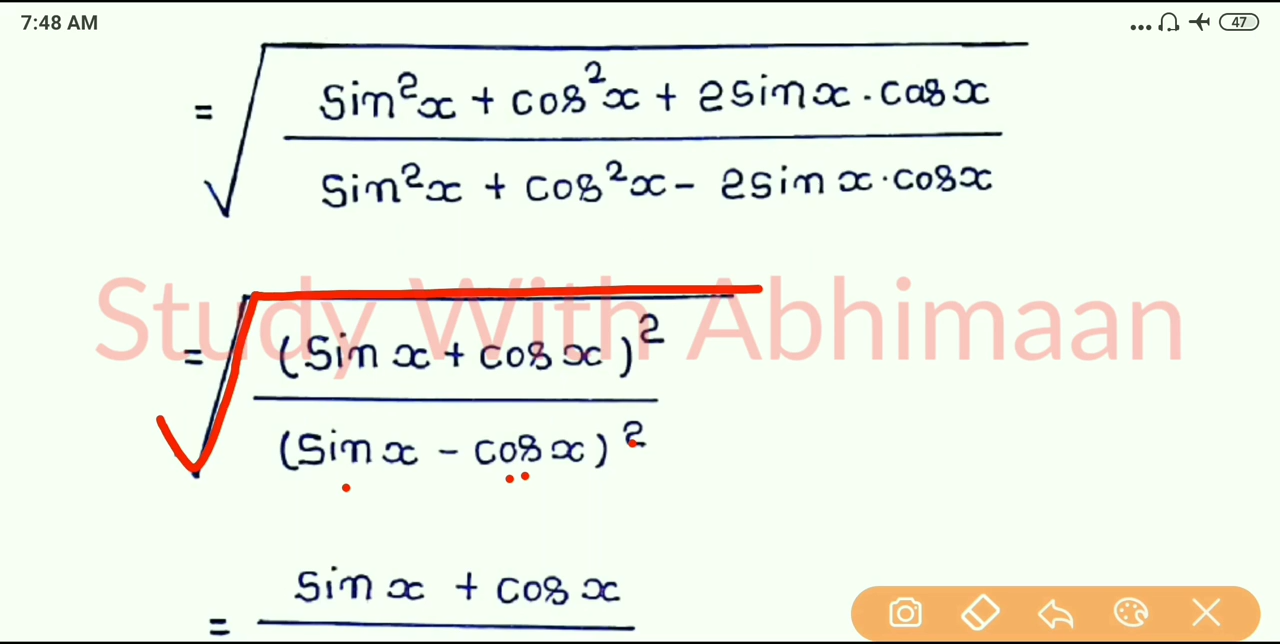 7:48 AM
... 47
= √
sin²x + cos²x + 2sinx·cosx
sin²x + cos²x - 2sinx·cosx
Study With Abhimaan
= √
(sinx + cosx)²
(sinx - cosx)²
sinx + cosx
=